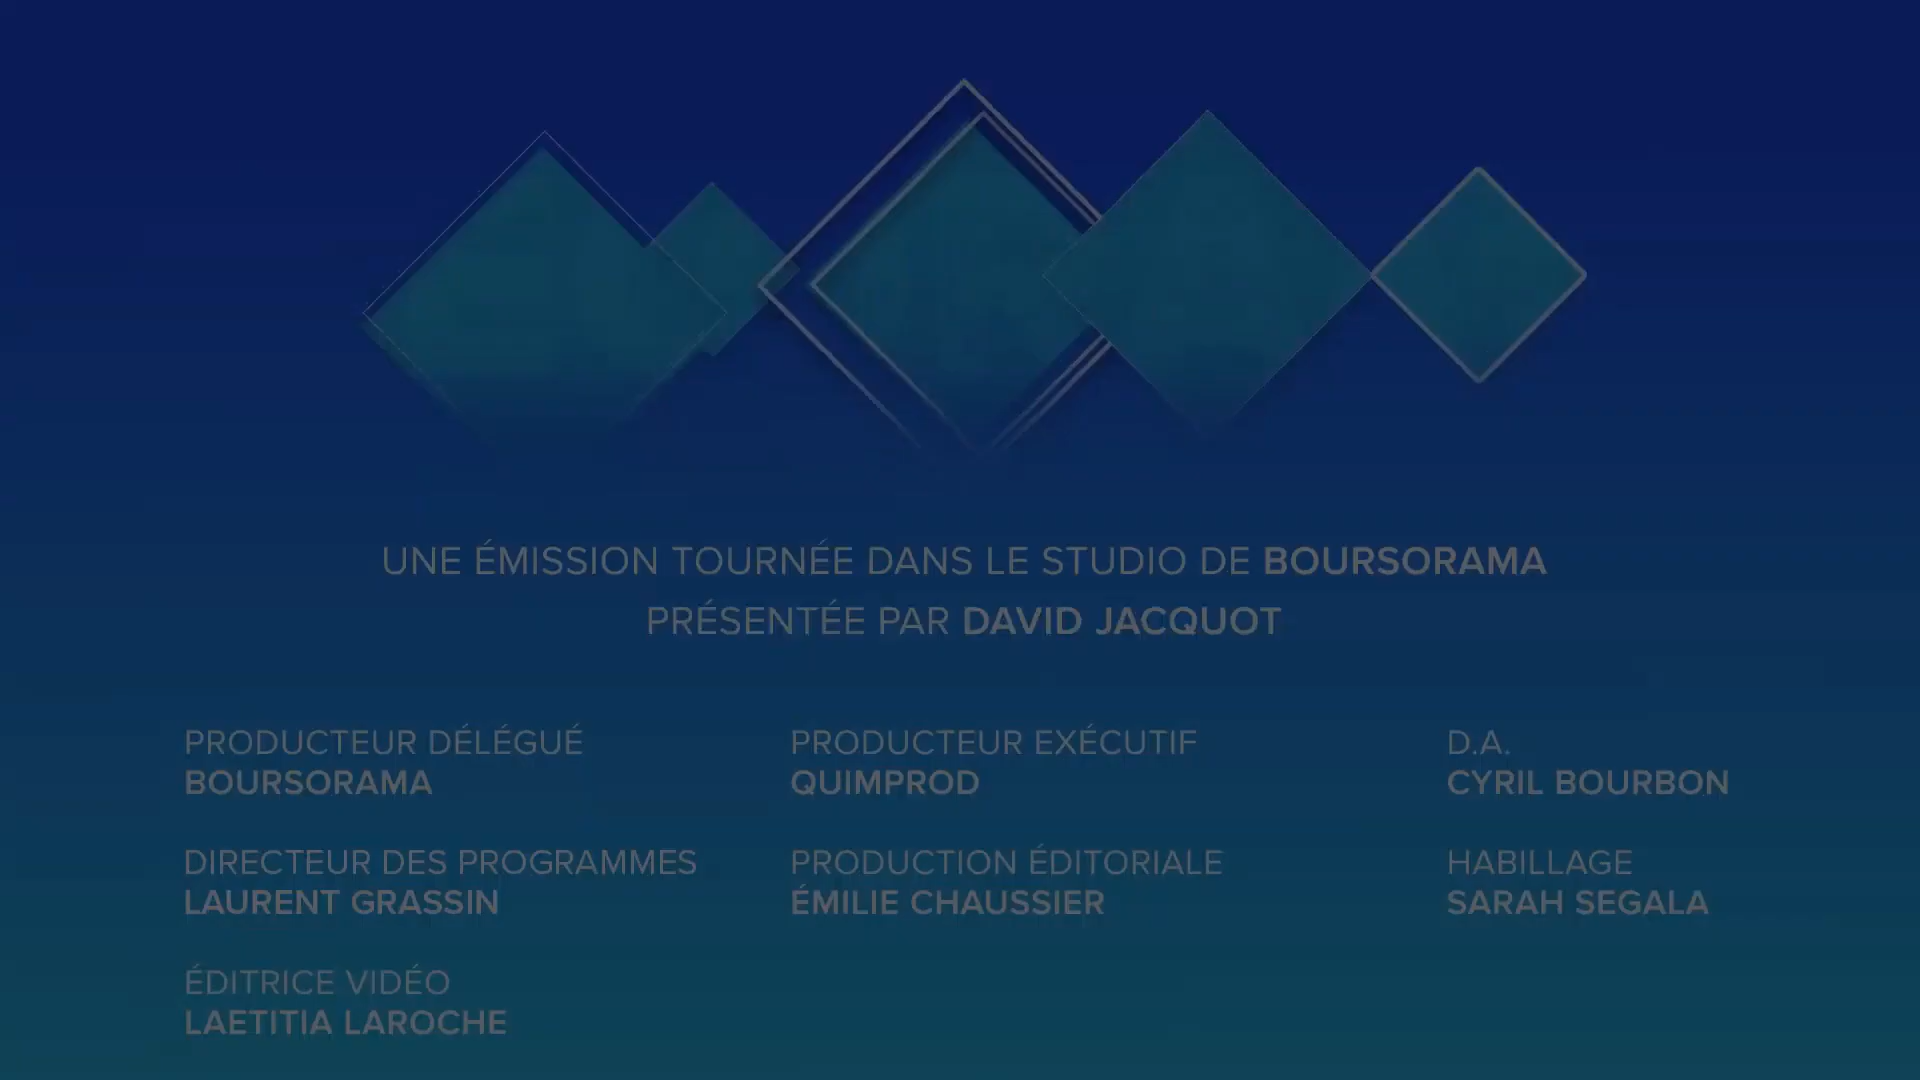 UNE ÉMISSION TOURNÉE DANS LE STUDIO DE BOURSORAMA
PRÉSENTÉE PAR DAVID JACQUOT
PRODUCTEUR DÉLÉGUÉ
BOURSORAMA
DIRECTEUR DES PROGRAMMES
LAURENT GRASSIN
ÉDITRICE VIDÉO
LAETITIA LAROCHE
PRODUCTEUR EXÉCUTIF
QUIMPROD
PRODUCTION ÉDITORIALE
ÉMILIE CHAUSSIER
D.A.
CYRIL BOURBON
HABILLAGE
SARAH SEGALA